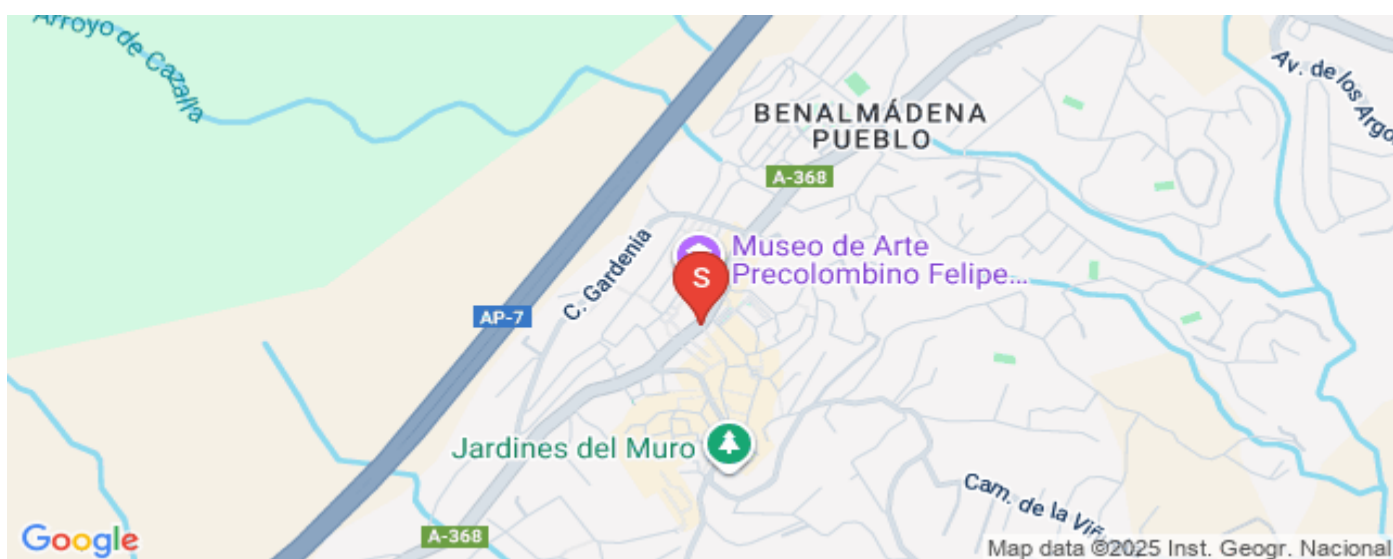 Arroyo de Cazalla
Av. de los Argo
BENALMÁDENA
PUEBLO
A-368
C. Gardenia
Museo de Arte
Precolombino Felipe...
S
AP-7
Jardines del Muro
Cam. de la Viñ
A-368
Google
Map data ©2025 Inst. Geogr. Nacional